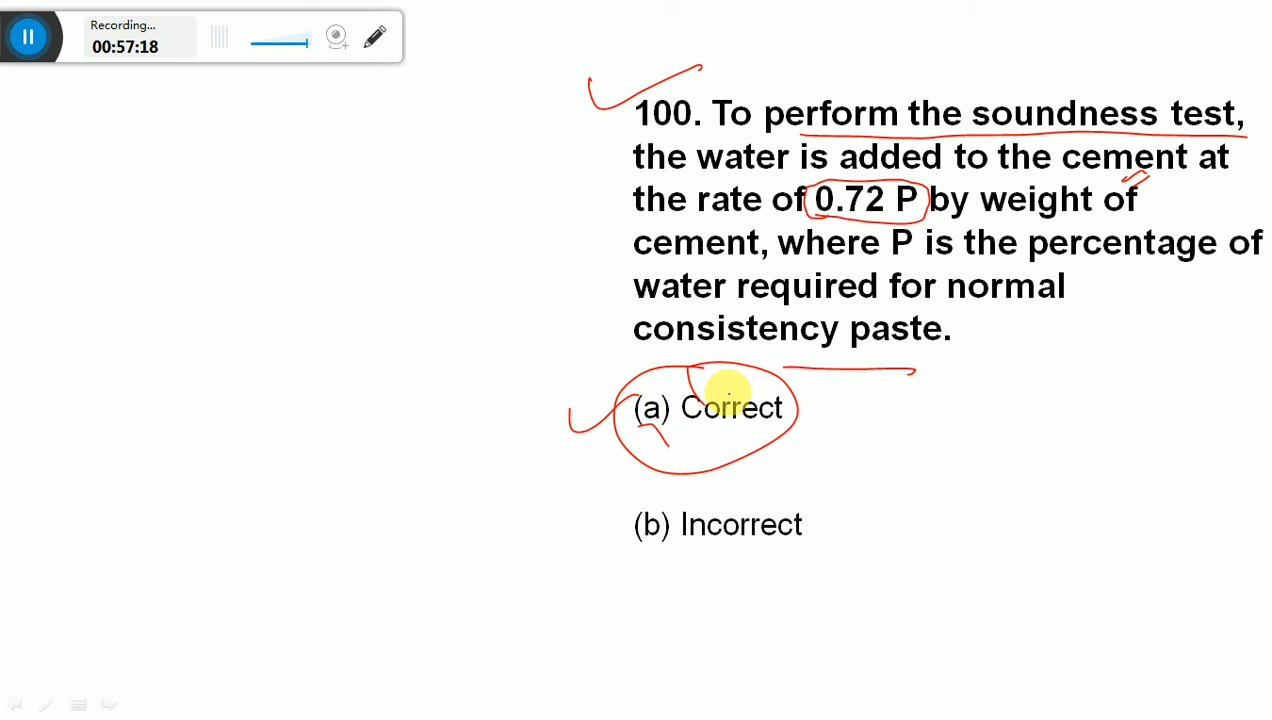 Recording...
00:57:18
100. To perform the soundness test,
the water is added to the cement at
the rate of 0.72 P by weight of
cement, where P is the percentage of
water required for normal
consistency paste.
(a) Correct
(b) Incorrect